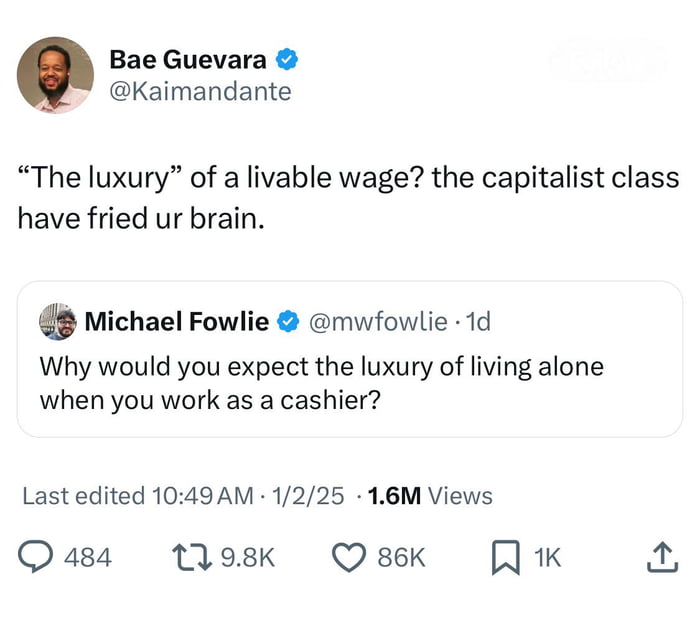 Bae Guevara
@Kaimandante
“The luxury” of a livable wage? the capitalist class
have fried ur brain.
Michael Fowlie @mwfowlie · 1d
Why would you expect the luxury of living alone
when you work as a cashier?
Last edited 10:49 AM · 1/2/25 · 1.6M Views
484 9.8K 86K 1K